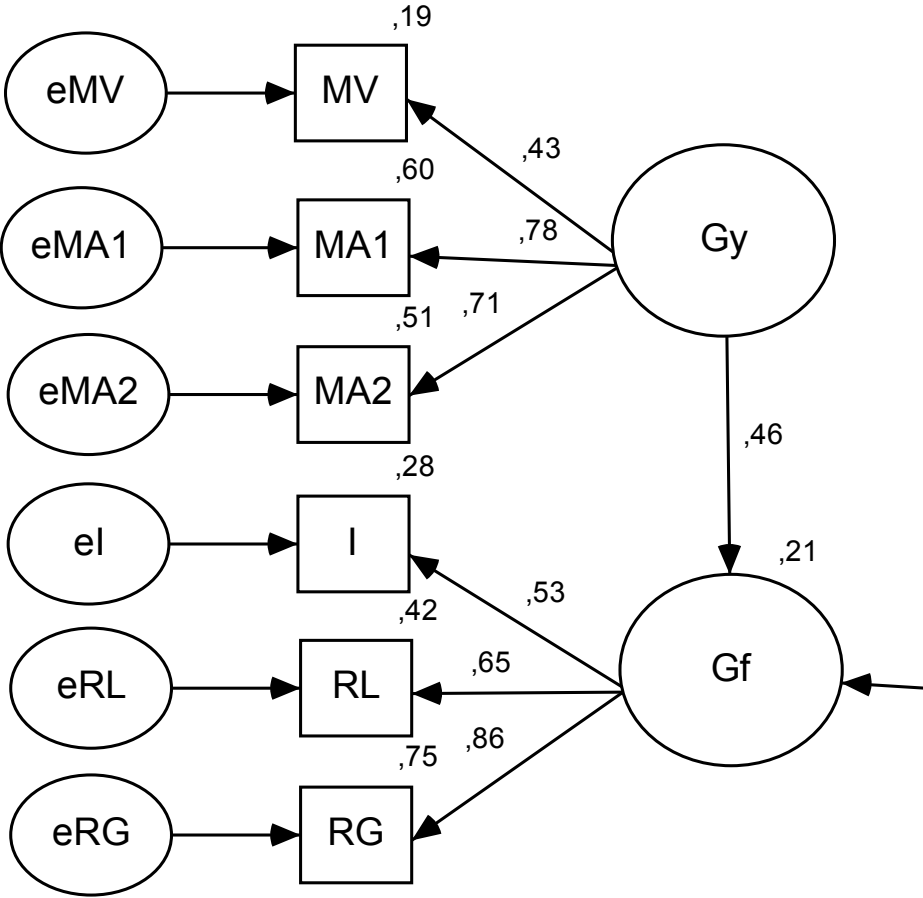 ,19
eMV
MV
,43
,60
eMA1
MA1
,78
Gy
,51
,71
eMA2
MA2
,46
,28
eI
I
,21
,53
,42
eRL
RL
,65
Gf
,75
,86
eRG
RG